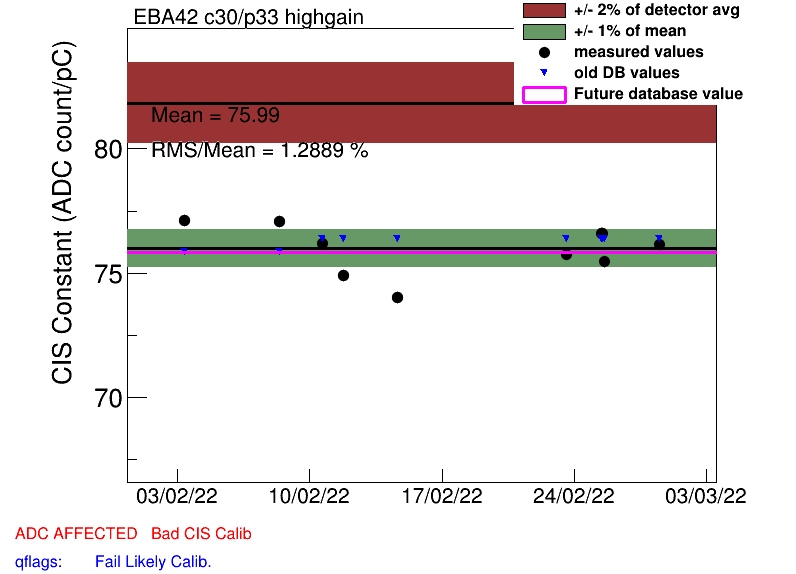 EBA42 c30/p33 highgain
+/- 2% of detector avg
+/- 1% of mean
measured values
old DB values
Future database value
Mean = 75.99
RMS/Mean = 1.2889 %
CIS Constant (ADC count/pC)
80
75
70
03/02/22 10/02/22 17/02/22 24/02/22 03/03/22
ADC AFFECTED Bad CIS Calib
qflags: Fail Likely Calib.